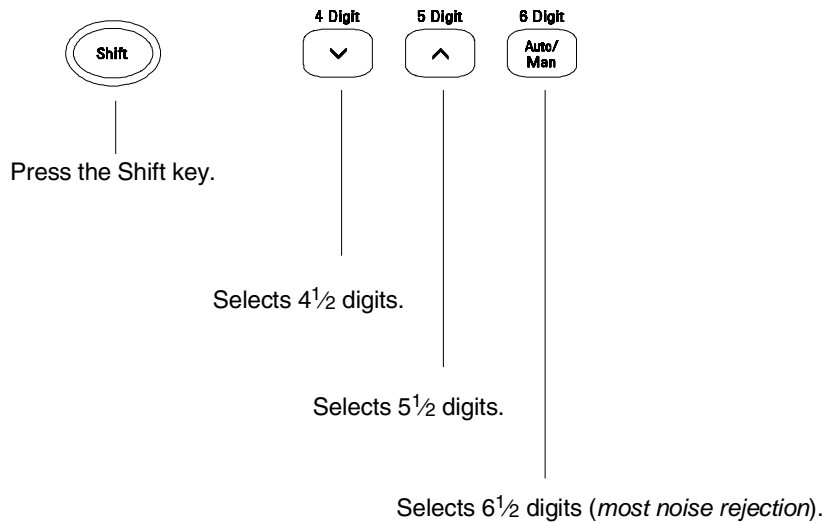 4 Digit 5 Digit 6 Digit
Shift
Auto/
Man
Press the Shift key.
Selects 4½ digits.
Selects 5½ digits.
Selects 6½ digits (most noise rejection).